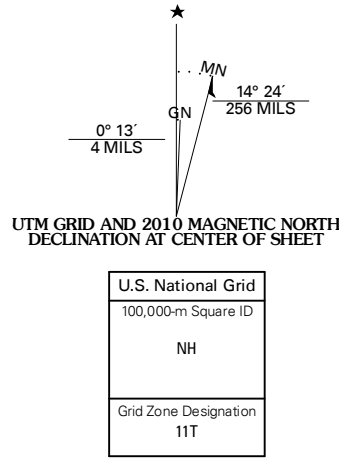 MN
GN
14° 24´
256 MILS
0° 13´
4 MILS
UTM GRID AND 2010 MAGNETIC NORTH
DECLINATION AT CENTER OF SHEET
U.S. National Grid
100,000-m Square ID
NH
Grid Zone Designation
11T